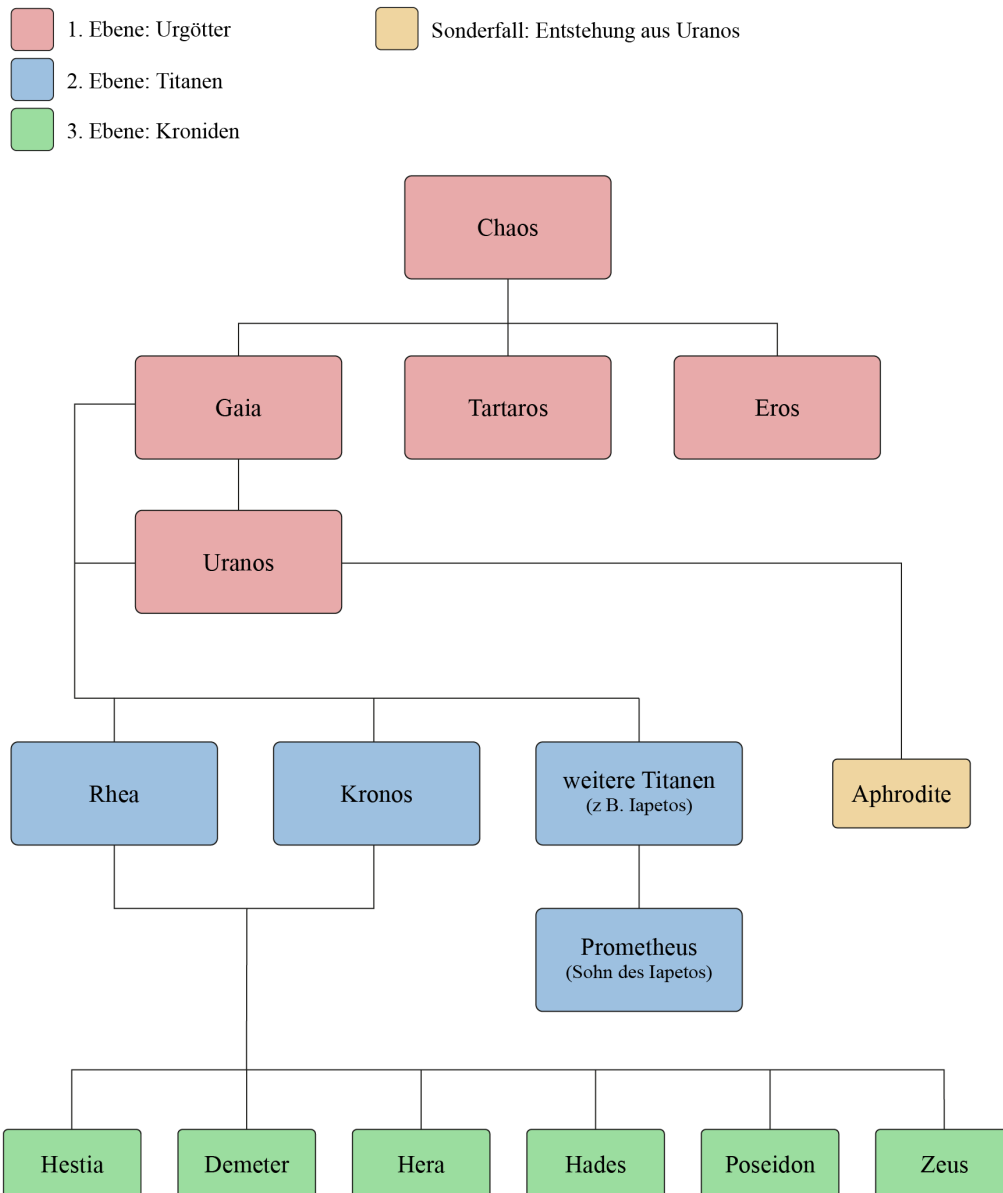 1. Ebene: Urgötter
Sonderfall: Entstehung aus Uranos
2. Ebene: Titanen
3. Ebene: Kroniden
Chaos
Gaia
Tartaros
Eros
Uranos
Rhea
Kronos
weitere Titanen
(z B. Iapetos)
Aphrodite
Prometheus
(Sohn des Iapetos)
Hestia
Demeter
Hera
Hades
Poseidon
Zeus